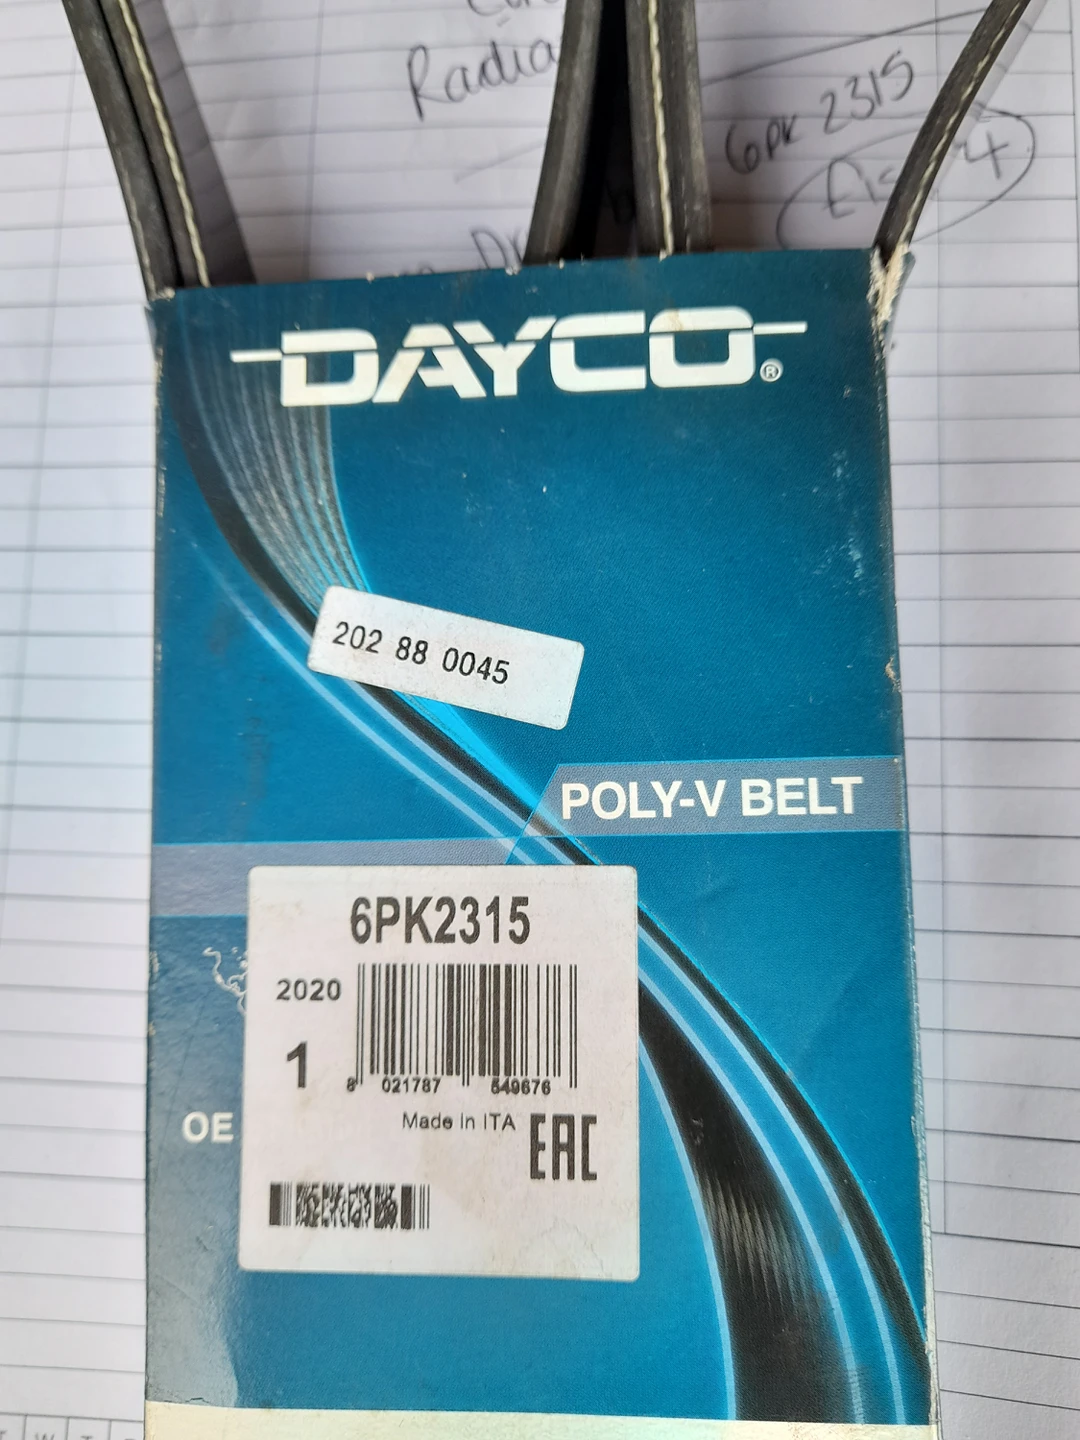 Radia
6PK 2315
4
DAYCO®
202 88 0045
POLY-V BELT
6PK2315
2020
1
8 021787 549676
Made in ITA
EAC
OE
T W T